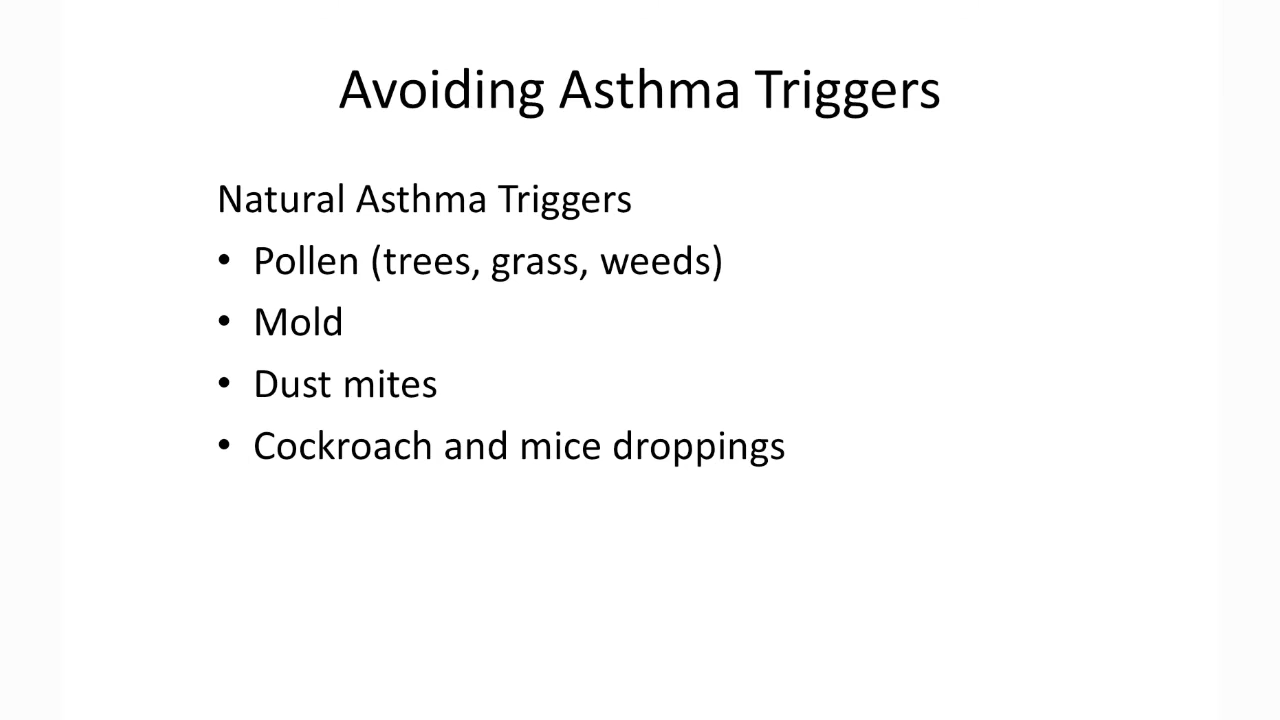 Avoiding Asthma Triggers
Natural Asthma Triggers
• Pollen (trees, grass, weeds)
• Mold
• Dust mites
• Cockroach and mice droppings